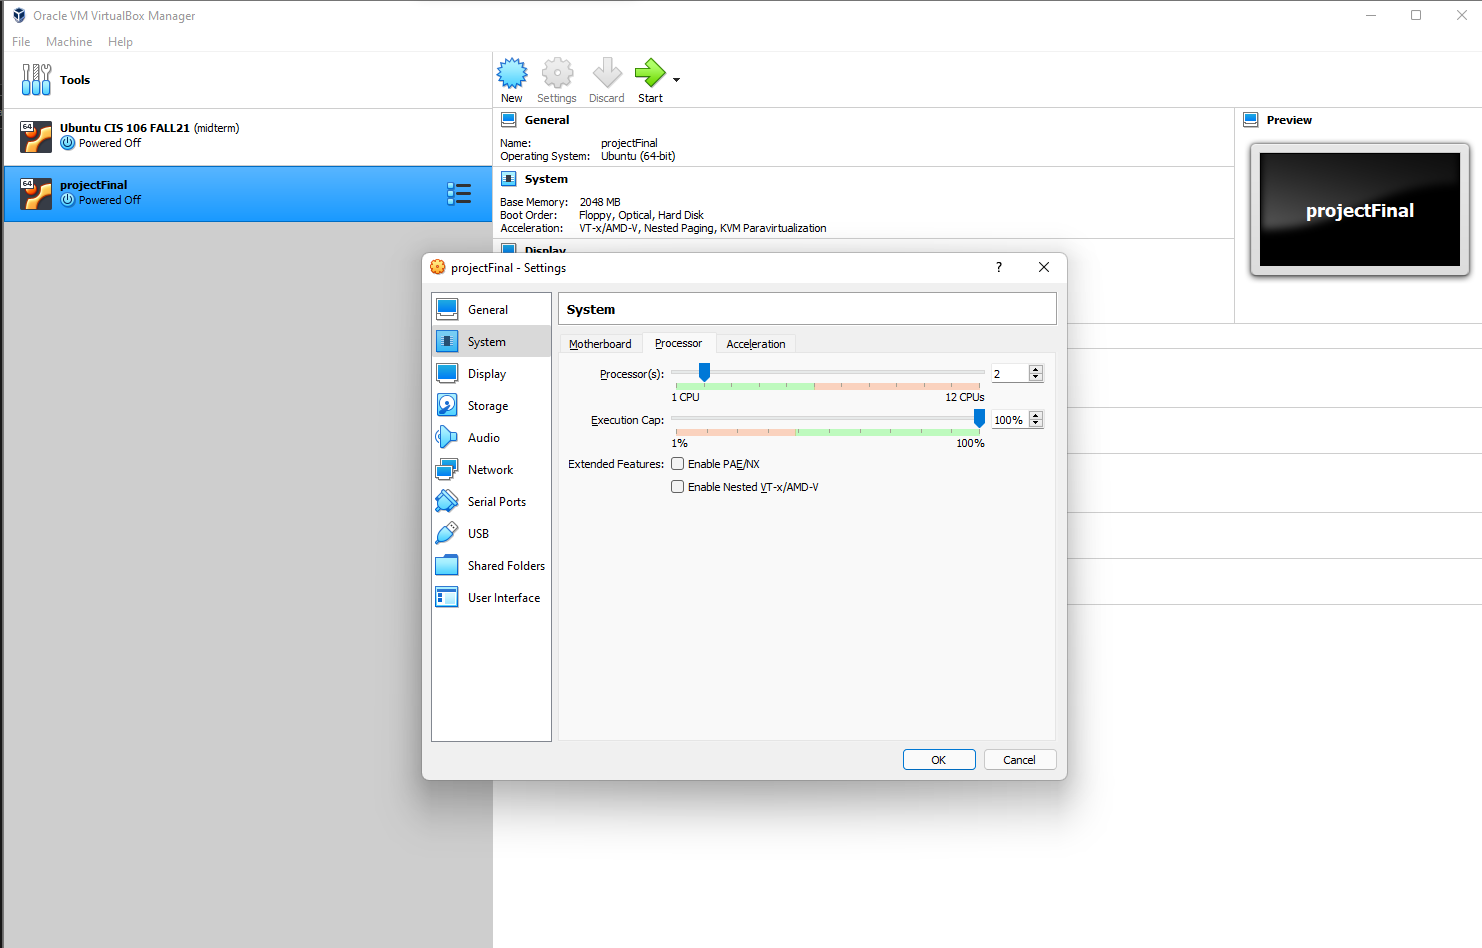 Oracle VM VirtualBox Manager
File Machine Help
Tools
64 Ubuntu CIS 106 FALL21 (midterm)
Powered Off
64 projectFinal
Powered Off
New Settings Discard Start
General
Name: projectFinal
Operating System: Ubuntu (64-bit)
System
Base Memory: 2048 MB
Boot Order: Floppy, Optical, Hard Disk
Acceleration: VT-x/AMD-V, Nested Paging, KVM Paravirtualization
Display
Preview
projectFinal
projectFinal - Settings ?
General
System
Display
Storage
Audio
Network
Serial Ports
USB
Shared Folders
User Interface
System
Motherboard Processor Acceleration
Processor(s): 2
1 CPU 12 CPUs
Execution Cap: 100%
1% 100%
Extended Features: Enable PAE/NX
Enable Nested VT-x/AMD-V
OK Cancel